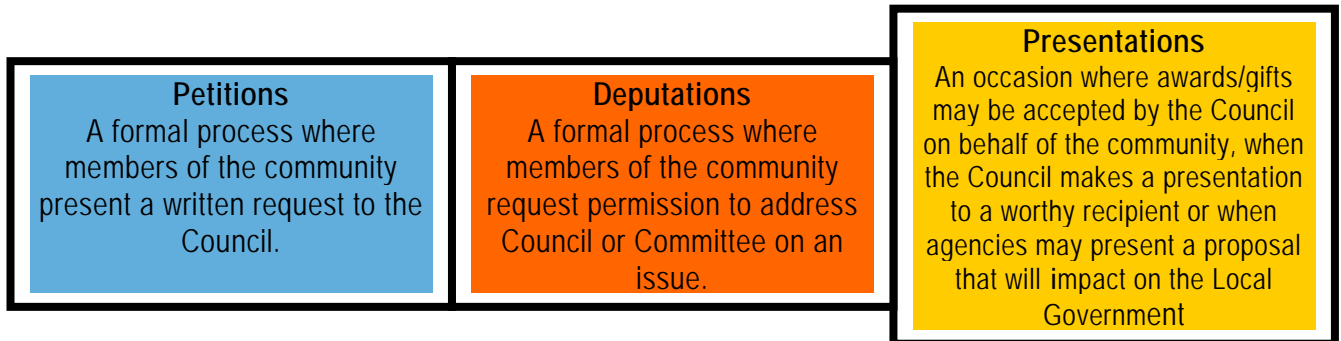 Petitions
A formal process where
members of the community
present a written request to the
Council.
Deputations
A formal process where
members of the community
request permission to address
Council or Committee on an
issue.
Presentations
An occasion where awards/gifts
may be accepted by the Council
on behalf of the community, when
the Council makes a presentation
to a worthy recipient or when
agencies may present a proposal
that will impact on the Local
Government